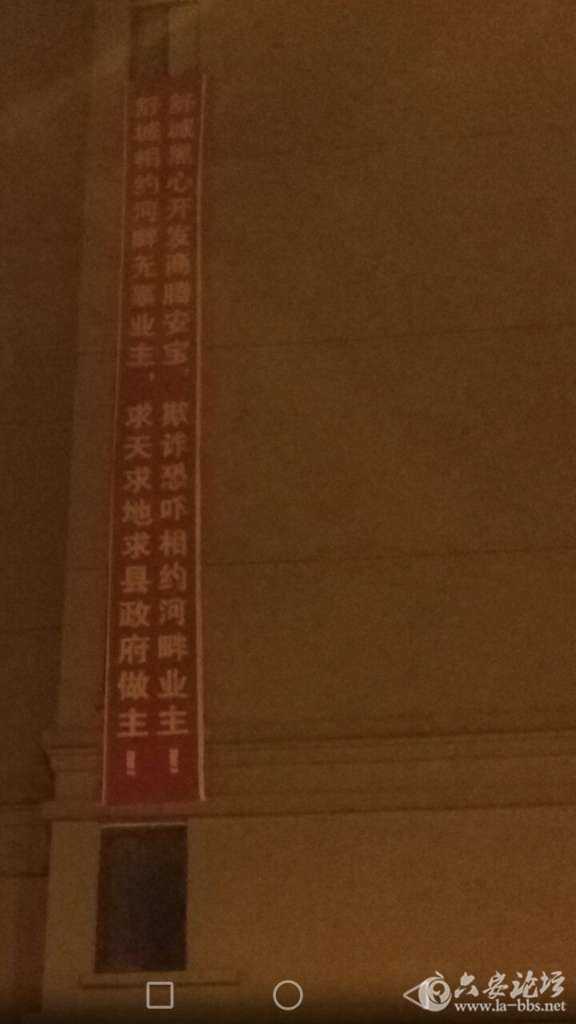 舒城黑心开发商腾安宝，欺诈恐吓相约河畔业主！
舒城相约河畔无辜业主，求天求地求县政府做主！
六安论坛
www.la-bbs.net